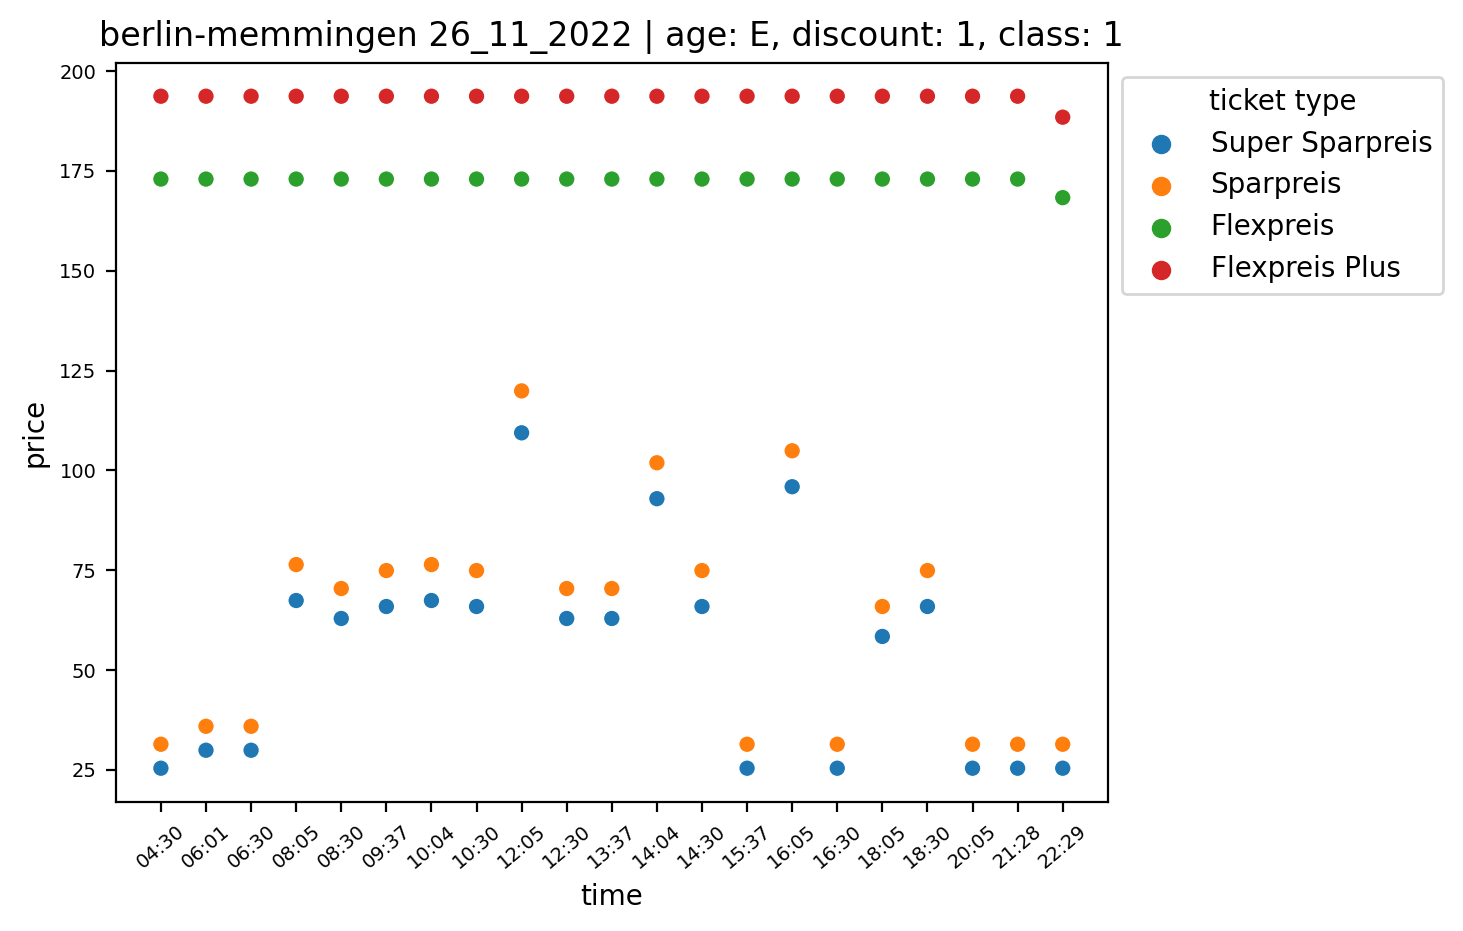 berlin-memmingen 26_11_2022 | age: E, discount: 1, class: 1
ticket type
Super Sparpreis
Sparpreis
Flexpreis
Flexpreis Plus
price
200
175
150
125
100
75
50
25
04:30 06:01 06:30 08:05 08:30 09:37 10:04 10:30 12:05 12:30 13:37 14:04 14:30 15:37 16:05 16:30 18:05 18:30 20:05 21:28 22:29
time